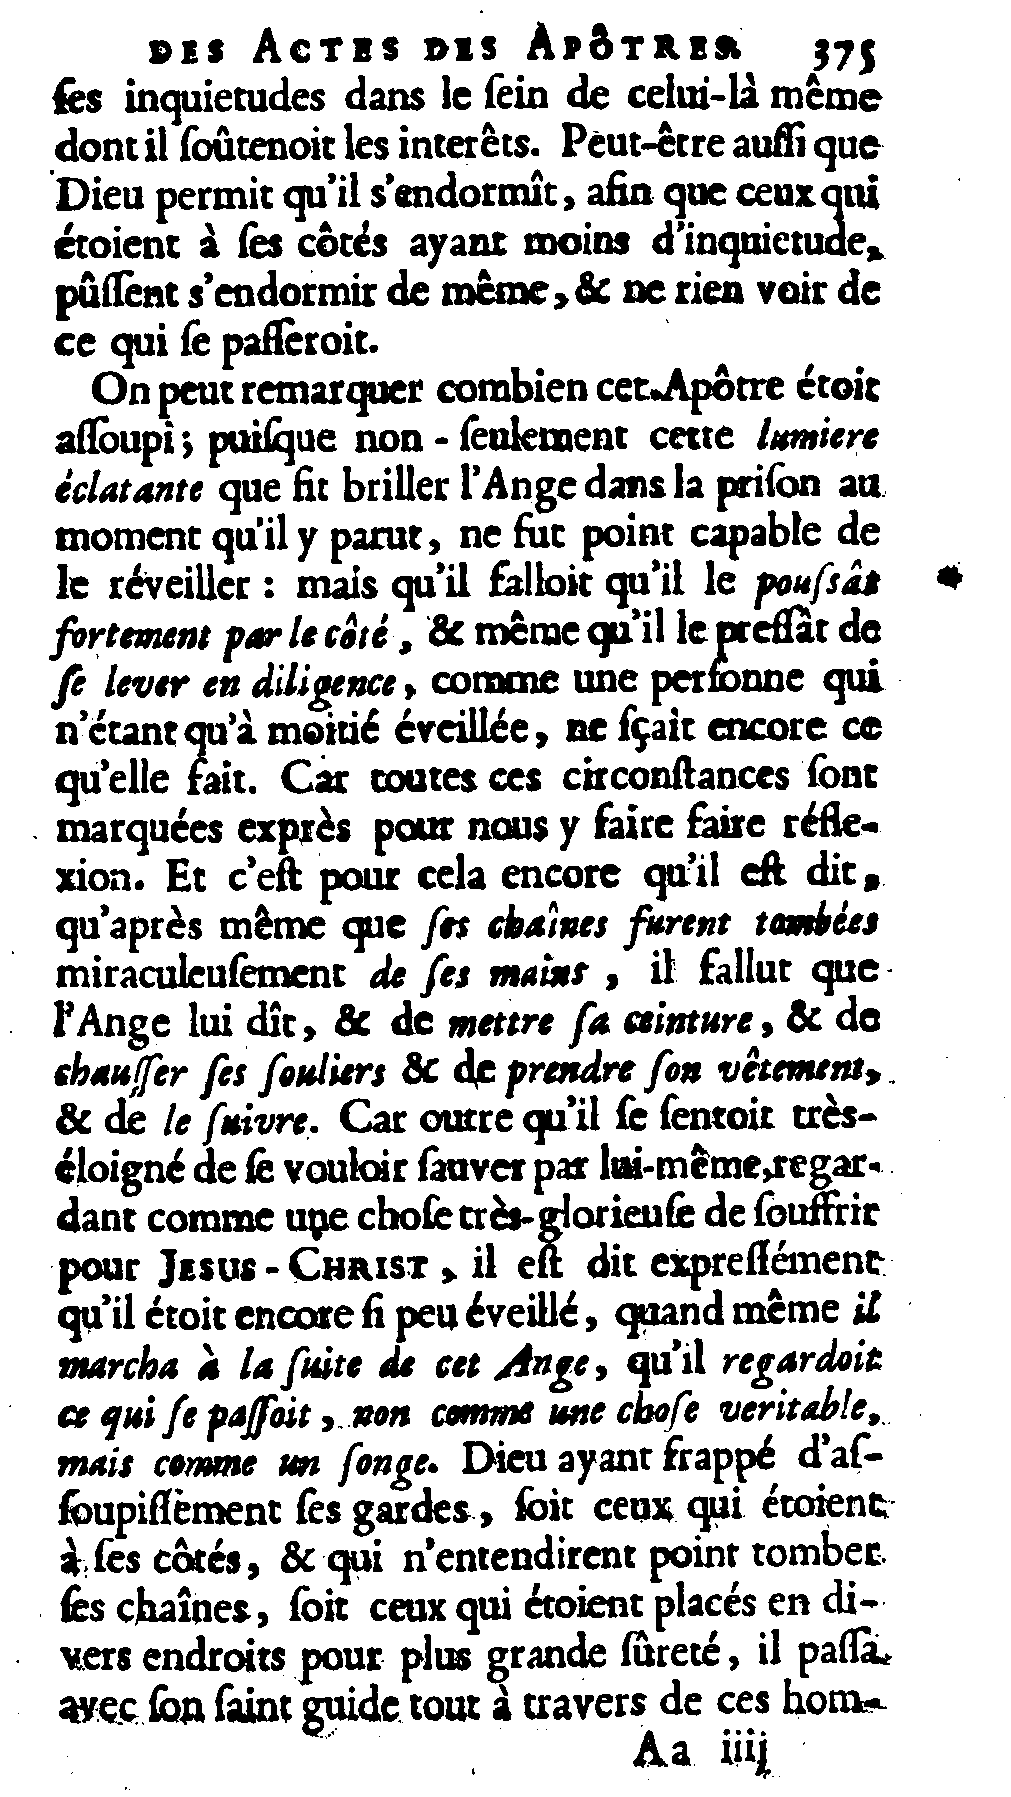 DES ACTES DES APÔTRES. 375
ſes inquietudes dans le ſein de celui-là même
dont il ſoûtenoit les interêts. Peut-être auſſi que
Dieu permit qu'il s'endormît, afin que ceux qui
étoient à ſes côtés ayant moins d'inquietude,
pûſſent s'endormir de même, & ne rien voir de
ce qui ſe paſſeroit.
On peut remarquer combien cet Apôtre étoit
aſſoupi; puiſque non-ſeulement cette lumiere
éclatante que fit briller l'Ange dans la priſon au
moment qu'il y parut, ne fut point capable de
le réveiller : mais qu'il falloit qu'il le pouſsât
fortement par le côté, & même qu'il le preſſât de
ſe lever en diligence, comme une perſonne qui
n'étant qu'à moitié éveillée, ne ſçait encore ce
qu'elle fait. Car toutes ces circonſtances ſont
marquées exprès pour nous y faire faire réfle-
xion. Et c'eſt pour cela encore qu'il eſt dit,
qu'après même que ſes chaînes furent tombées
miraculeuſement de ſes mains, il fallut que
l'Ange lui dît, & de mettre ſa ceinture, & de
chauſſer ſes ſouliers & de prendre ſon vêtement,
& de le ſuivre. Car outre qu'il ſe ſentoit très-
éloigné de ſe vouloir ſauver par lui-même, regar-
dant comme une choſe très-glorieuſe de ſouffrir
pour JESUS-CHRIST, il eſt dit expreſſément
qu'il étoit encore ſi peu éveillé, quand même il
marcha à la ſuite de cet Ange, qu'il regardoit
ce qui ſe paſſoit, non comme une choſe veritable,
mais comme un ſonge. Dieu ayant frappé d'aſ-
ſoupiſſement ſes gardes, ſoit ceux qui étoient
à ſes côtés, & qui n'entendirent point tomber
ſes chaînes, ſoit ceux qui étoient placés en di-
vers endroits pour plus grande ſûreté, il paſſa
avec ſon ſaint guide tout à travers de ces hom-
Aa iiij